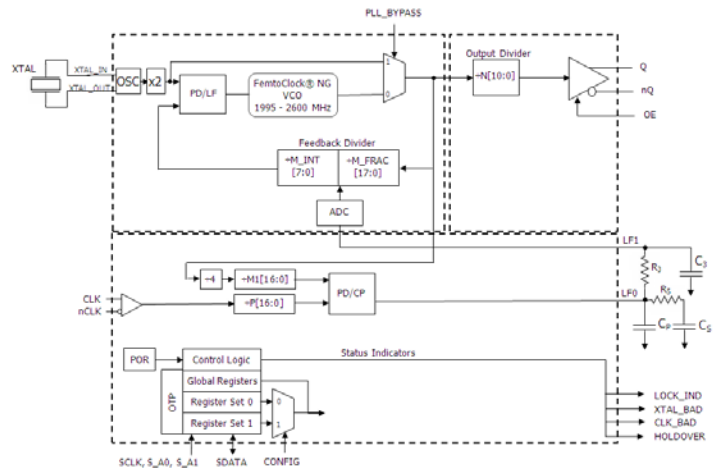 PLL_BYPASS
XTAL
XTAL_IN
XTAL_OUT
OSC
x2
PD/LF
FemtoClock® NG
VCO
1995 - 2600 MHz
1
0
Output Divider
÷N[10:0]
Q
nQ
OE
Feedback Divider
÷M_INT
[7:0]
÷M_FRAC
[17:0]
ADC
LF1
R3
C3
÷4
÷M1[16:0]
CLK
nCLK
÷P[16:0]
PD/CP
LF0
RS
CP
CS
POR
Control Logic
Status Indicators
Global Registers
OTP
Register Set 0
0
Register Set 1
1
LOCK_IND
XTAL_BAD
CLK_BAD
HOLDOVER
SCLK, S_A0, S_A1
SDATA
CONFIG